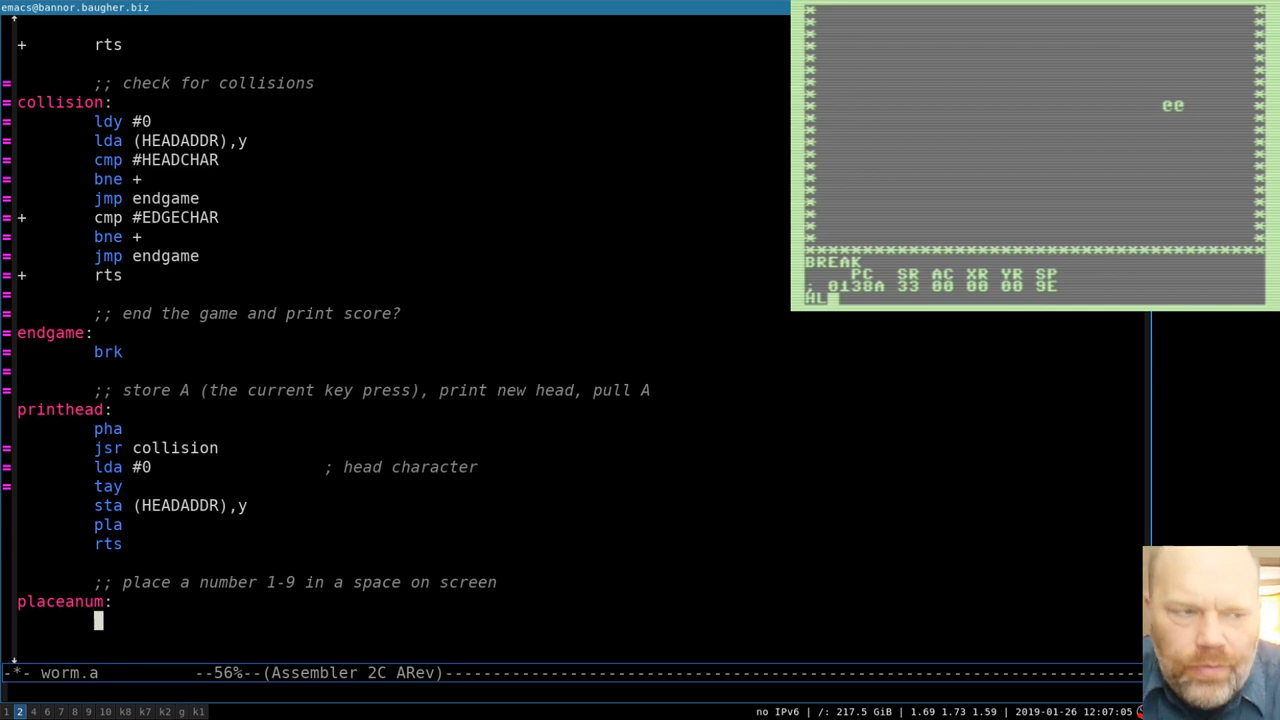 emacs@bannor.baugher.biz
+ rts
;; check for collisions
= collision:
= ldy #0
= lda (HEADADDR),y
= cmp #HEADCHAR
= bne +
= jmp endgame
=+ cmp #EDGECHAR
= bne +
= jmp endgame
=+ rts
=
= ;; end the game and print score?
= endgame:
= brk
=
= ;; store A (the current key press), print new head, pull A
printhead:
pha
= jsr collision
= lda #0 ; head character
= tay
sta (HEADADDR),y
pla
rts
;; place a number 1-9 in a space on screen
placeanum:
-*- worm.a --56%--(Assembler 2C ARev)
@@
****************************************
BREAK
PC SR AC XR YR SP
; 0138A 33 00 00 00 9E
HL
1 2 4 6 7 8 9 10 k8 k7 k2 g k1
no IPv6 | /: 217.5 GiB | 1.69 1.73 1.59 | 2019-01-26 12:07:05